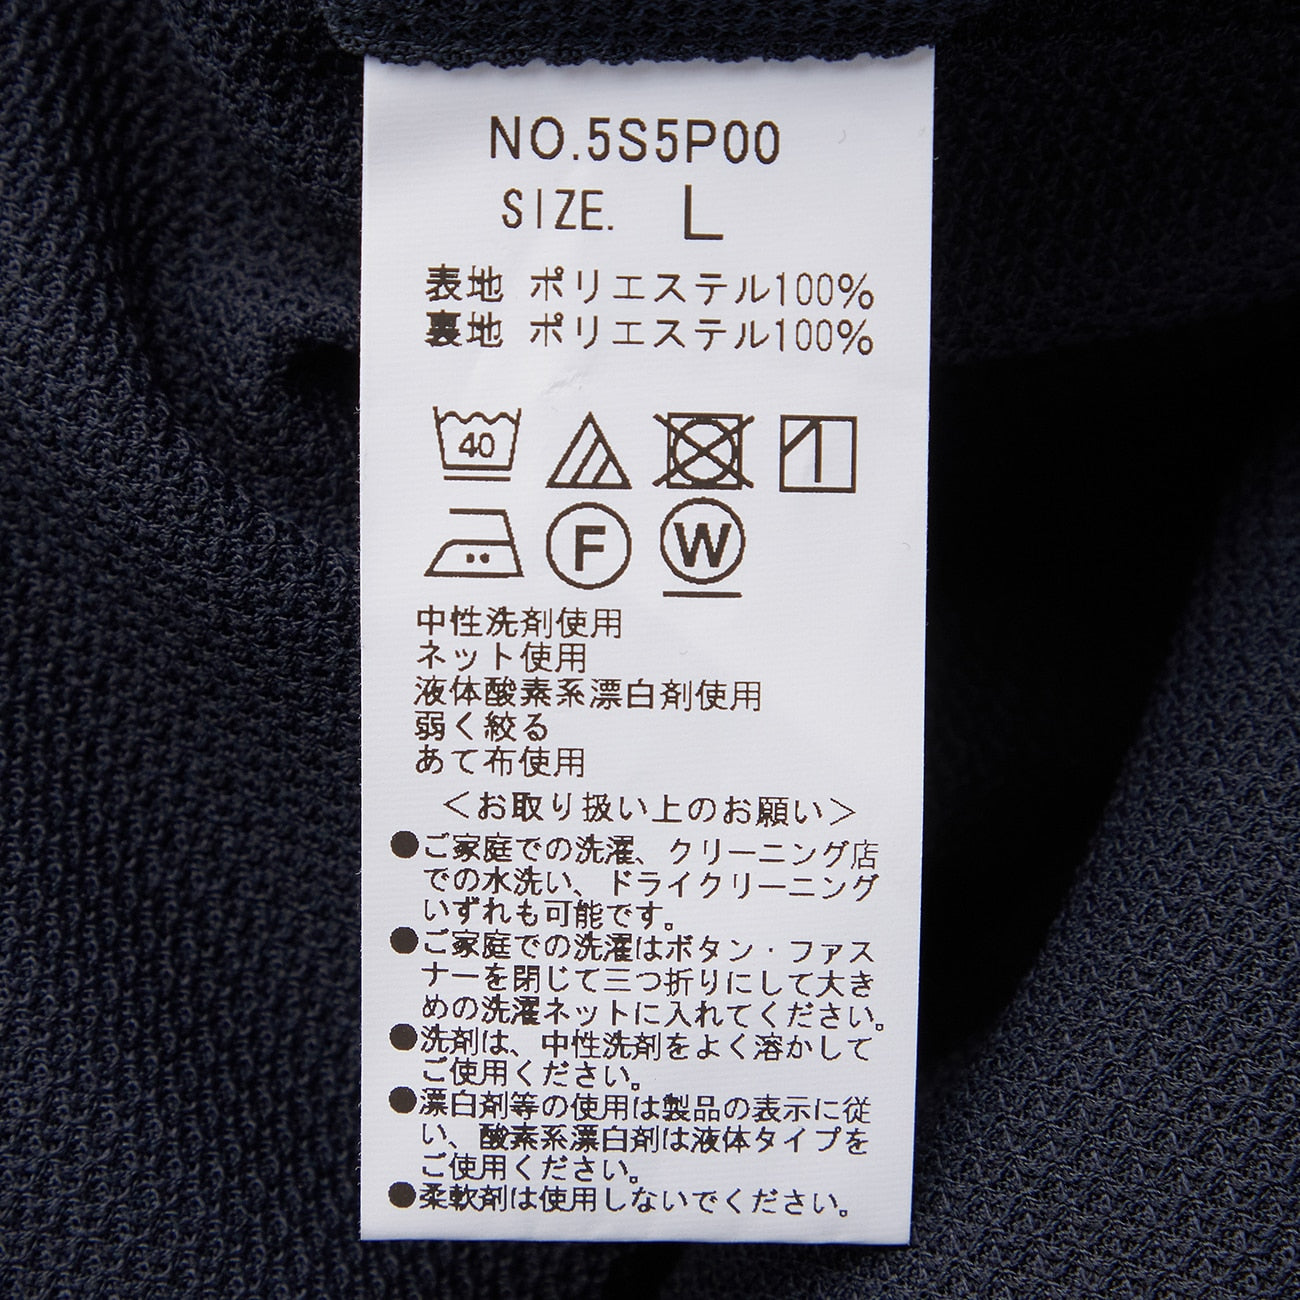 NO.5S5P00
SIZE. L
表地 ポリエステル100%
裏地 ポリエステル100%
40
F W
中性洗剤使用
ネット使用
液体酸素系漂白剤使用
弱く絞る
あて布使用
＜お取り扱い上のお願い＞
●ご家庭での洗濯、クリーニング店
での水洗い、ドライクリーニング
いずれも可能です。
●ご家庭での洗濯はボタン・ファス
ナーを閉じて三つ折りにして大き
めの洗濯ネットに入れてください。
●洗剤は、中性洗剤をよく溶かして
ご使用ください。
●漂白剤等の使用は製品の表示に従
い、酸素系漂白剤は液体タイプを
ご使用ください。
●柔軟剤は使用しないでください。